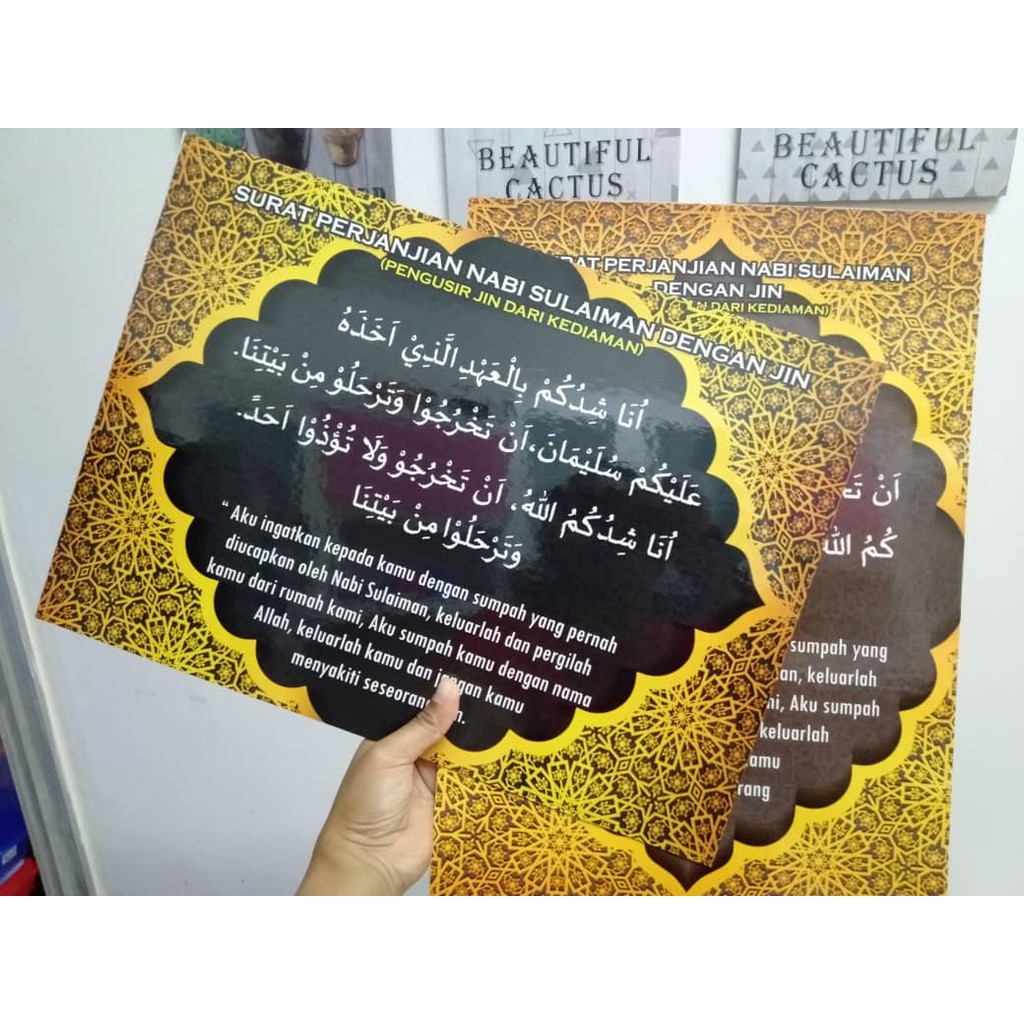 BEAUTIFUL
CACTUS
BEAUTIFUL
CACTUS
SURAT PERJANJIAN NABI SULAIMAN DENGAN JIN
(PENGUSIR JIN DARI KEDIAMAN)
اُنَا شِدُكُمْ بِالْعَهْدِ الَّذِيْ اَخَذَهُ
عَلَيْكُمْ سُلَيْمَانَ، اَنْ تَخْرُجُوْا وَتَرْحَلُوْ مِنْ بَيْتِنَا.
اُنَا شِدُكُمُ اللهُ، اَنْ تَخْرُجُوْ وَلَا تُؤْذُوْا اَحَدً.
وَتَرْحَلُوْا مِنْ بَيْتِنَا
“ Aku ingatkan kepada kamu dengan sumpah yang pernah
diucapkan oleh Nabi Sulaiman, keluarlah dan pergilah
kamu dari rumah kami, Aku sumpah kamu dengan nama
Allah, keluarlah kamu dan jangan kamu
menyakiti seseorang
PERJANJIAN NABI SULAIMAN
DENGAN JIN
DARI KEDIAMAN)
اَنْ
كُمُ اللهُ
sumpah yang
keluarlah
Aku sumpah
keluarlah